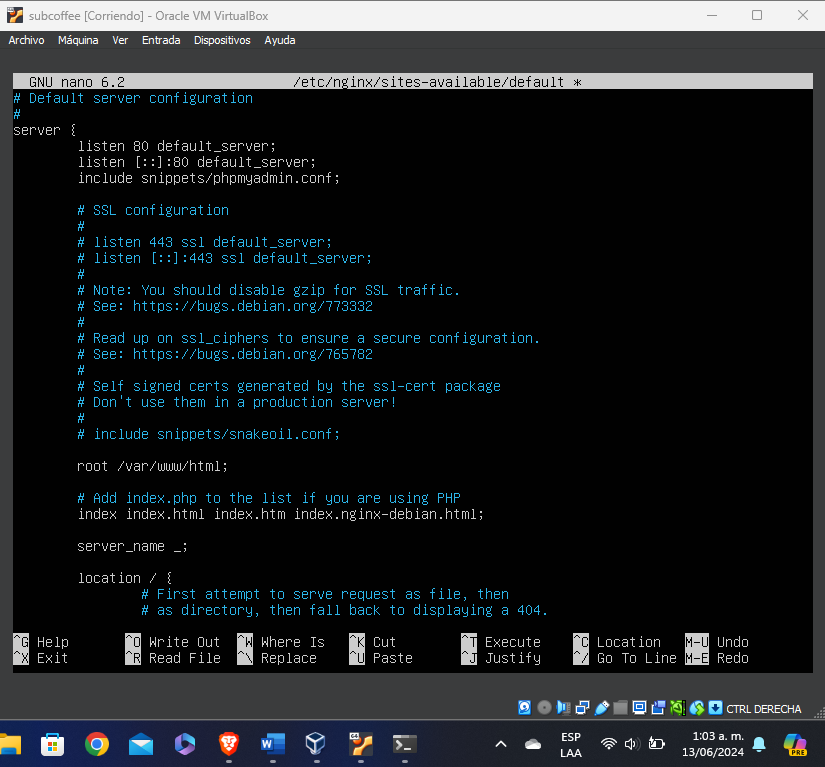 subcoffee [Corriendo] - Oracle VM VirtualBox
Archivo Máquina Ver Entrada Dispositivos Ayuda
GNU nano 6.2 /etc/nginx/sites-available/default *
# Default server configuration
#
server {
listen 80 default_server;
listen [::]:80 default_server;
include snippets/phpmyadmin.conf;
# SSL configuration
#
# listen 443 ssl default_server;
# listen [::]:443 ssl default_server;
#
# Note: You should disable gzip for SSL traffic.
# See: https://bugs.debian.org/773332
#
# Read up on ssl_ciphers to ensure a secure configuration.
# See: https://bugs.debian.org/765782
#
# Self signed certs generated by the ssl-cert package
# Don't use them in a production server!
#
# include snippets/snakeoil.conf;
root /var/www/html;
# Add index.php to the list if you are using PHP
index index.html index.htm index.nginx-debian.html;
server_name _;
location / {
# First attempt to serve request as file, then
# as directory, then fall back to displaying a 404.
^G Help ^O Write Out ^W Where Is ^K Cut ^T Execute ^C Location M-U Undo
^X Exit ^R Read File ^\ Replace ^U Paste ^J Justify ^/ Go To Line M-E Redo
CTRL DERECHA
ESP
LAA
1:03 a. m.
13/06/2024
PRE